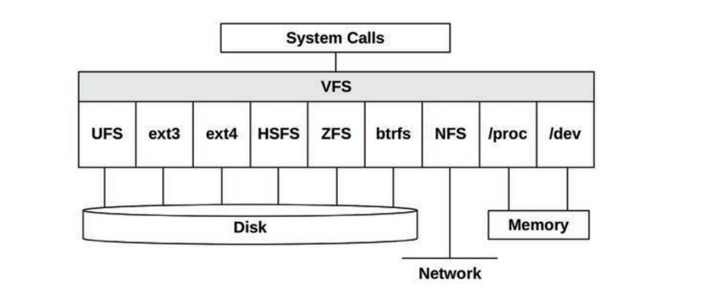 System Calls
VFS
UFS ext3 ext4 HSFS ZFS btrfs NFS /proc /dev
Disk
Memory
Network